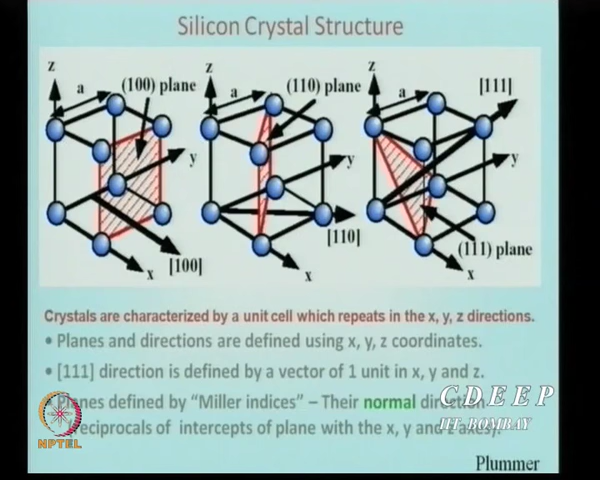 Silicon Crystal Structure
z
a
(100) plane
y
x
[100]
z
a
(110) plane
y
[110]
x
z
a
[111]
y
(111) plane
x
Crystals are characterized by a unit cell which repeats in the x, y, z directions.
• Planes and directions are defined using x, y, z coordinates.
• [111] direction is defined by a vector of 1 unit in x, y and z.
Planes defined by “Miller indices” – Their normal direction
reciprocals of intercepts of plane with the x, y and z axes).
CDEEP
IIT BOMBAY
NPTEL
Plummer